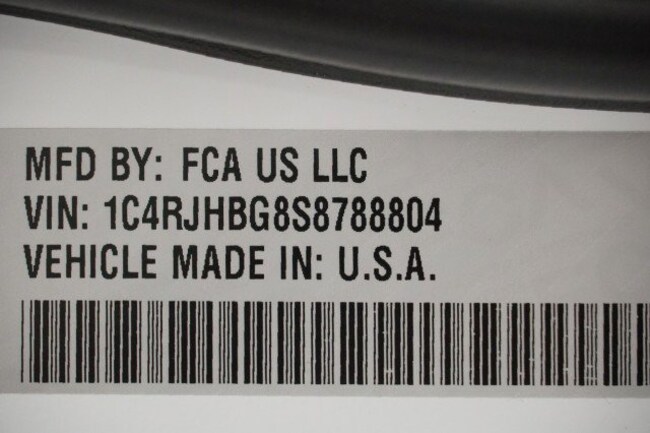 MFD BY: FCA US LLC
VIN: 1C4RJHBG8S8788804
VEHICLE MADE IN: U.S.A.